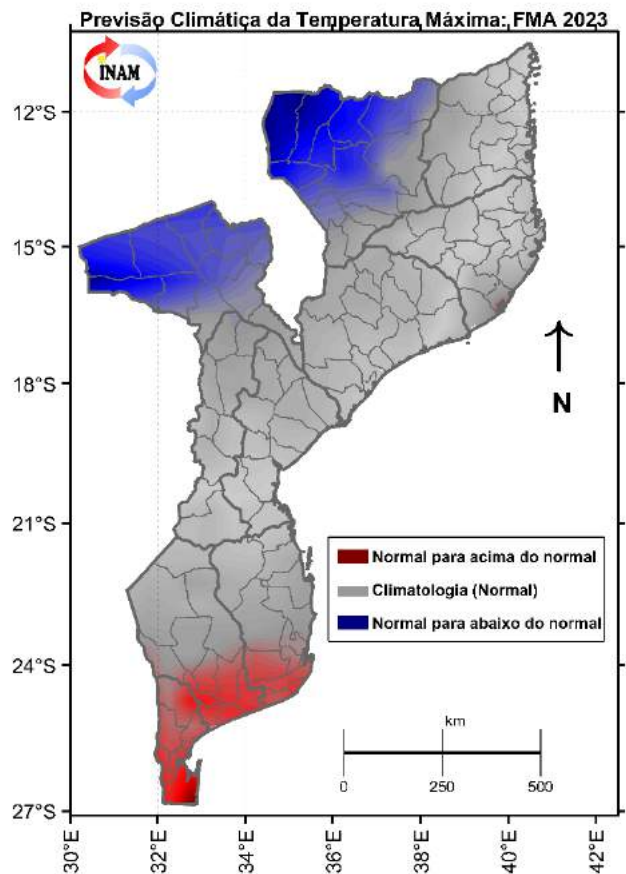 Previsão Climática da Temperatura Máxima: FMA 2023
INAM
12°S
15°S
18°S
N
21°S
Normal para acima do normal
Climatologia (Normal)
Normal para abaixo do normal
24°S
km
0 250 500
27°S
30°E 32°E 34°E 36°E 38°E 40°E 42°E